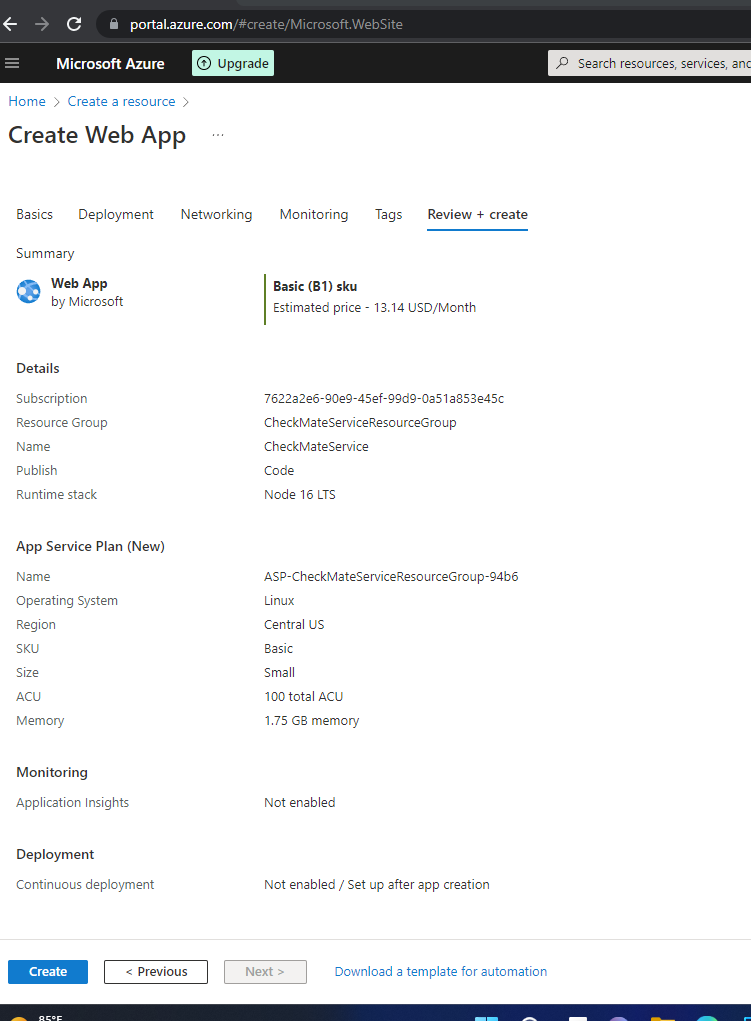 portal.azure.com/#create/Microsoft.WebSite
Microsoft Azure
Upgrade
Search resources, services, and
Home > Create a resource >
Create Web App ...
Basics Deployment Networking Monitoring Tags Review + create
Summary
Web App
by Microsoft
Basic (B1) sku
Estimated price - 13.14 USD/Month
Details
Subscription 7622a2e6-90e9-45ef-99d9-0a51a853e45c
Resource Group CheckMateServiceResourceGroup
Name CheckMateService
Publish Code
Runtime stack Node 16 LTS
App Service Plan (New)
Name ASP-CheckMateServiceResourceGroup-94b6
Operating System Linux
Region Central US
SKU Basic
Size Small
ACU 100 total ACU
Memory 1.75 GB memory
Monitoring
Application Insights Not enabled
Deployment
Continuous deployment Not enabled / Set up after app creation
Create < Previous Next > Download a template for automation
85°F